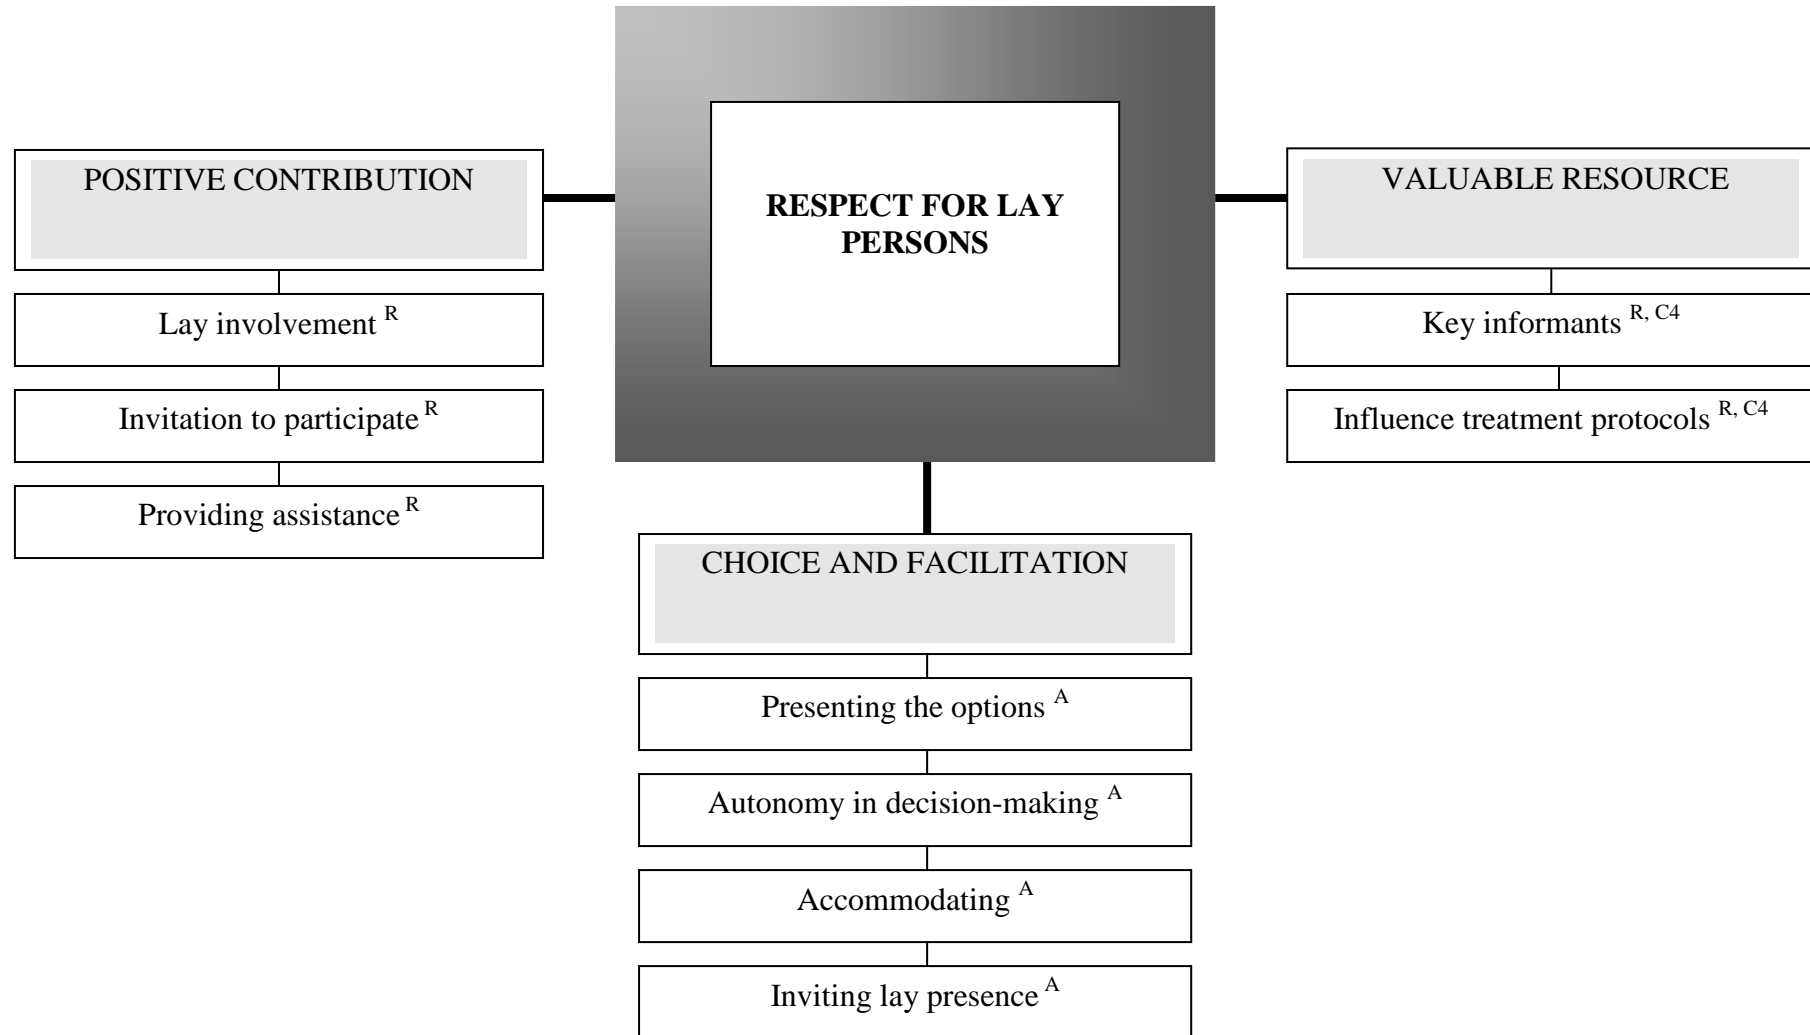 RESPECT FOR LAY
PERSONS
POSITIVE CONTRIBUTION
Lay involvement R
Invitation to participate R
Providing assistance R
CHOICE AND FACILITATION
Presenting the options A
Autonomy in decision-making A
Accommodating A
Inviting lay presence A
VALUABLE RESOURCE
Key informants R, C4
Influence treatment protocols R, C4